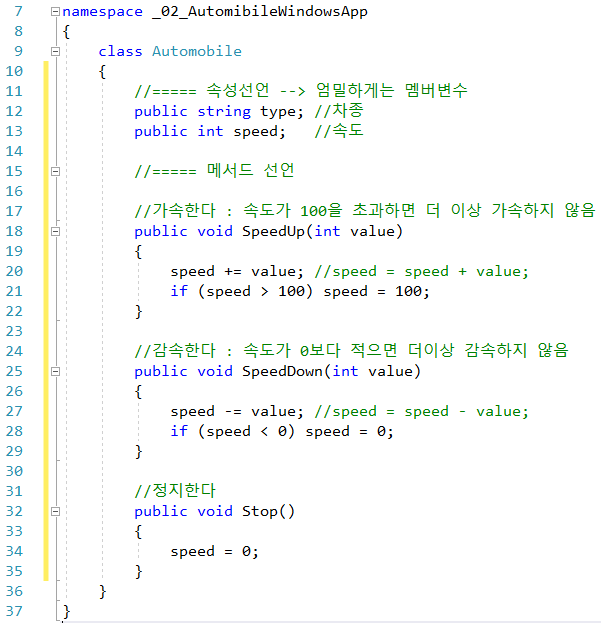 7 namespace _02_AutomibileWindowsApp
8 {
9 class Automobile
10 {
11 //===== 속성선언 --> 엄밀하게는 멤버변수
12 public string type; //차종
13 public int speed; //속도
14
15 //===== 메서드 선언
16
17 //가속한다 : 속도가 100을 초과하면 더 이상 가속하지 않음
18 public void SpeedUp(int value)
19 {
20 speed += value; //speed = speed + value;
21 if (speed > 100) speed = 100;
22 }
23
24 //감속한다 : 속도가 0보다 적으면 더이상 감속하지 않음
25 public void SpeedDown(int value)
26 {
27 speed -= value; //speed = speed - value;
28 if (speed < 0) speed = 0;
29 }
30
31 //정지한다
32 public void Stop()
33 {
34 speed = 0;
35 }
36 }
37 }